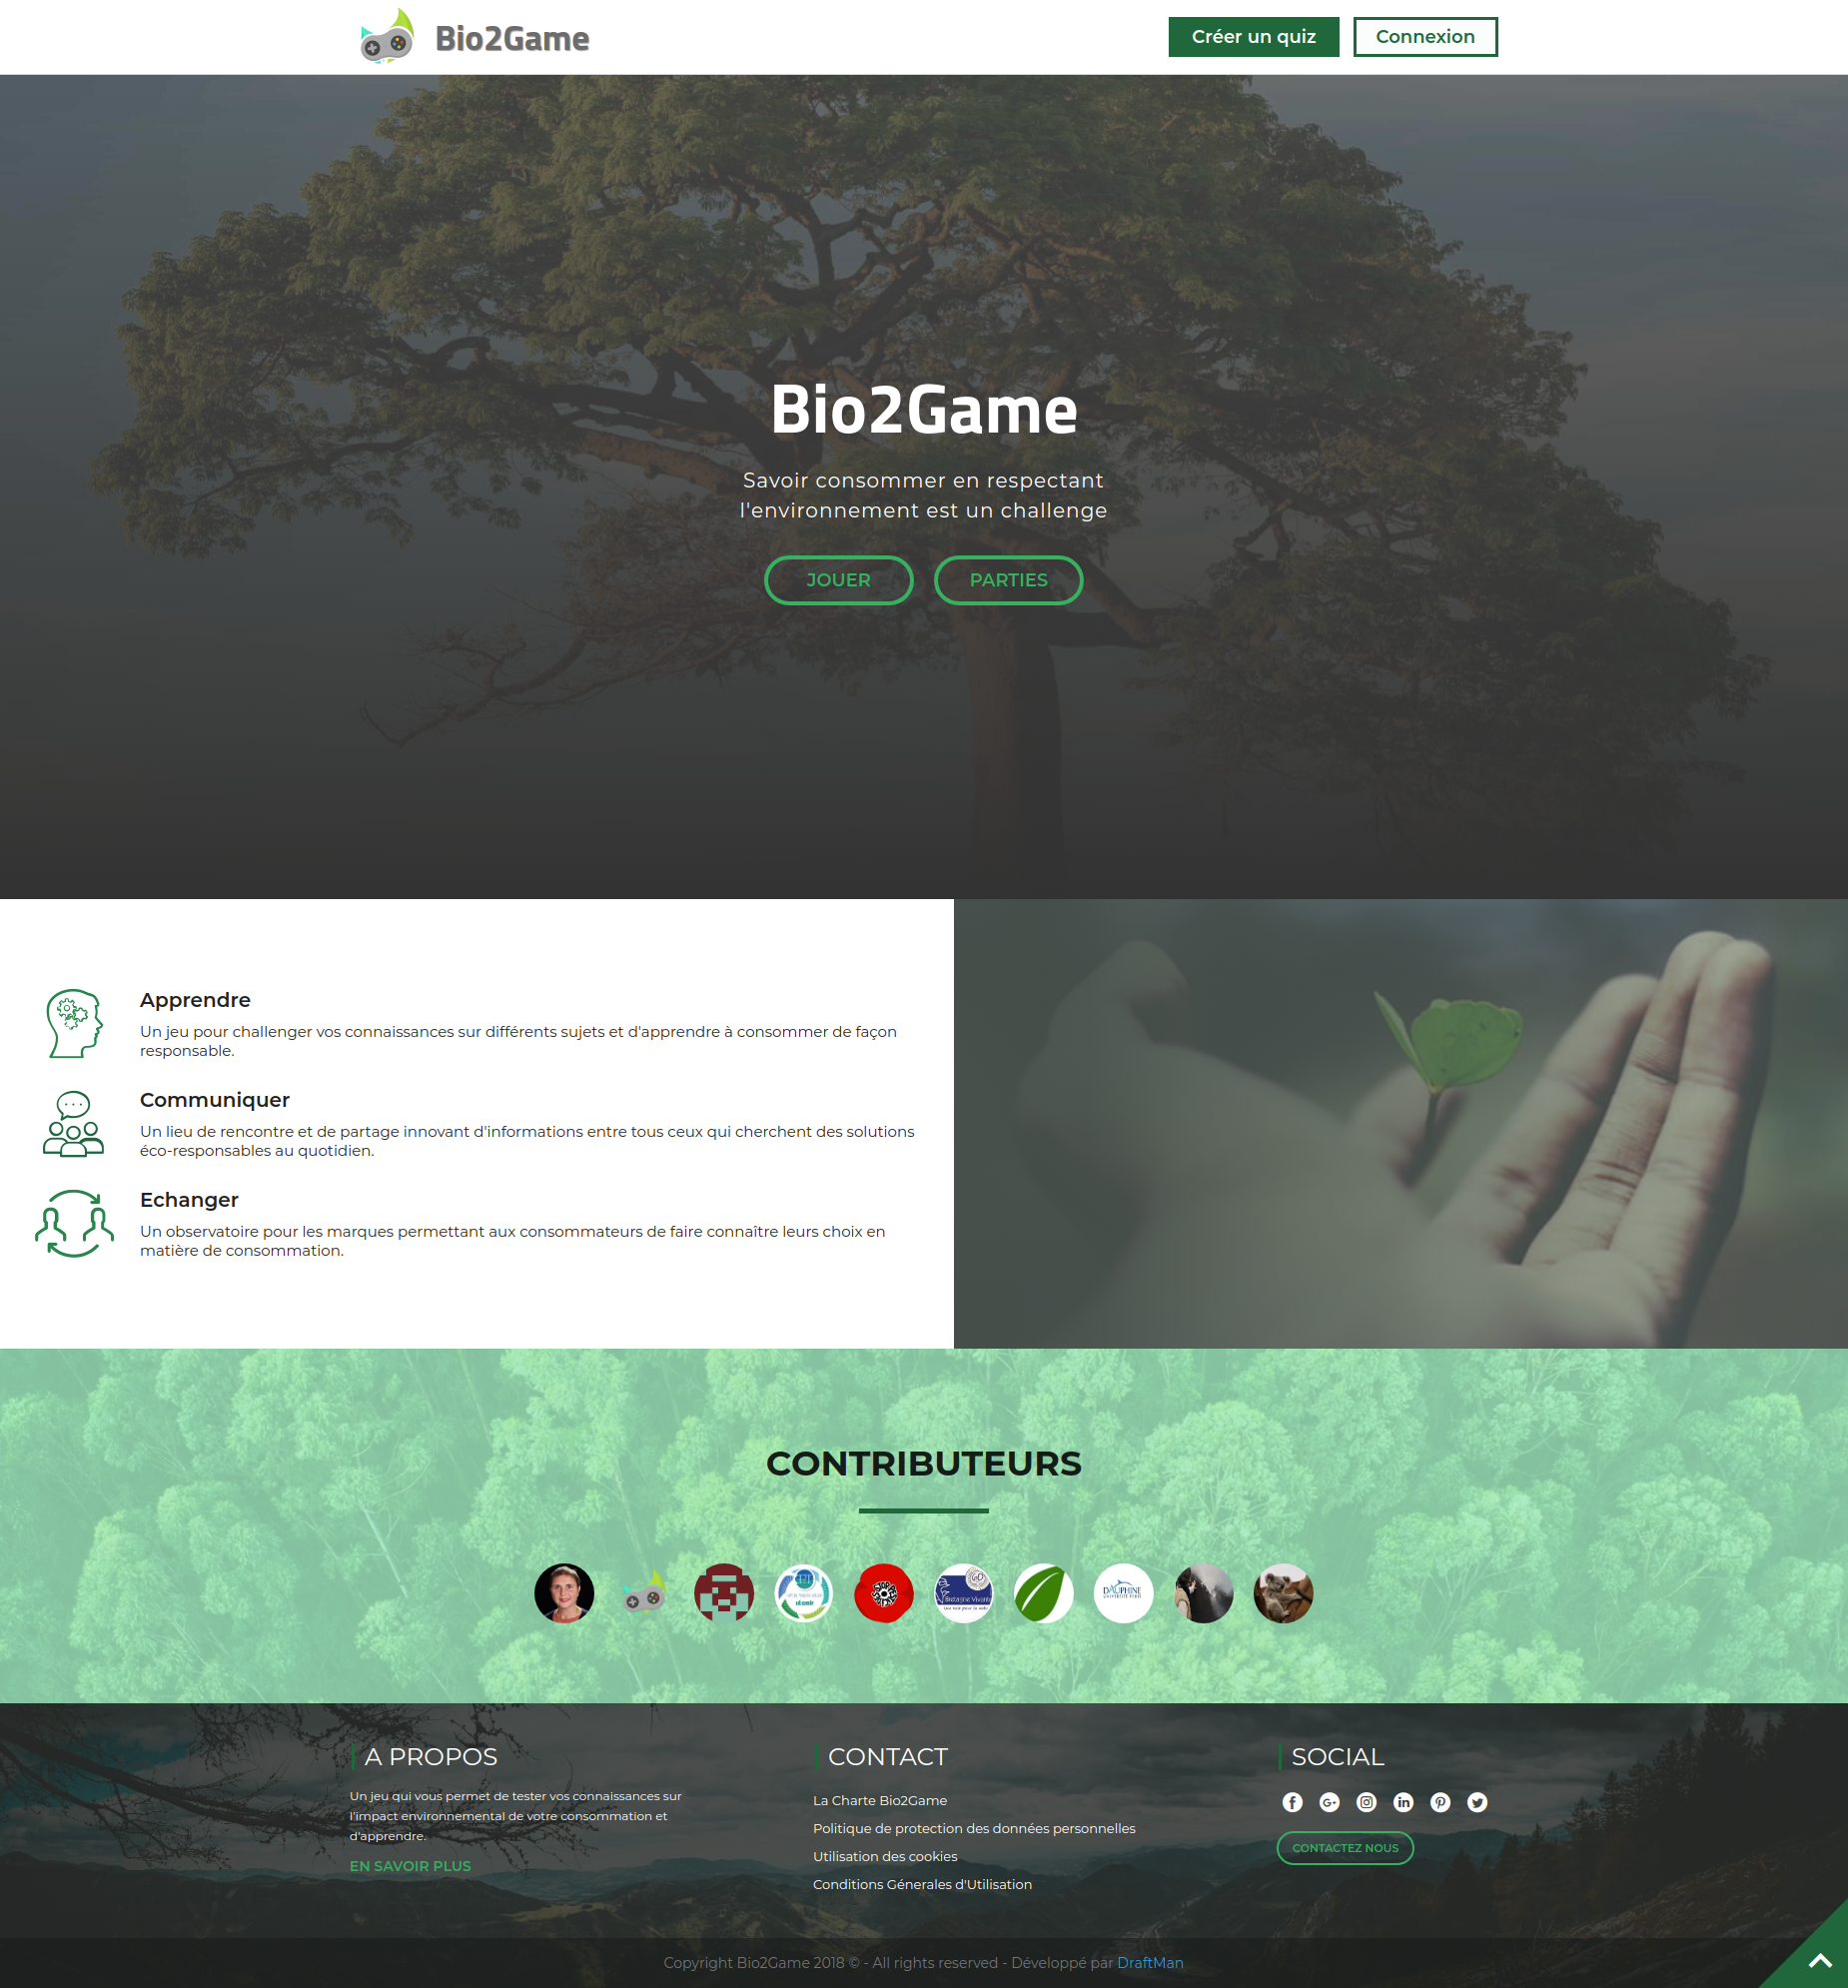 Bio2Game
Créer un quiz
Connexion
Bio2Game
Savoir consommer en respectant
l'environnement est un challenge
JOUER
PARTIES
Apprendre
Un jeu pour challenger vos connaissances sur différents sujets et d'apprendre à consommer de façon
responsable.
Communiquer
Un lieu de rencontre et de partage innovant d'informations entre tous ceux qui cherchent des solutions
éco-responsables au quotidien.
Echanger
Un observatoire pour les marques permettant aux consommateurs de faire connaître leurs choix en
matière de consommation.
CONTRIBUTEURS
Bretagne Vivante
DAUPHINE
A PROPOS
Un jeu qui vous permet de tester vos connaissances sur
l'impact environnemental de votre consommation et
d'apprendre.
EN SAVOIR PLUS
CONTACT
La Charte Bio2Game
Politique de protection des données personnelles
Utilisation des cookies
Conditions Génerales d'Utilisation
SOCIAL
CONTACTEZ NOUS
Copyright Bio2Game 2018 © - All rights reserved - Développé par DraftMan